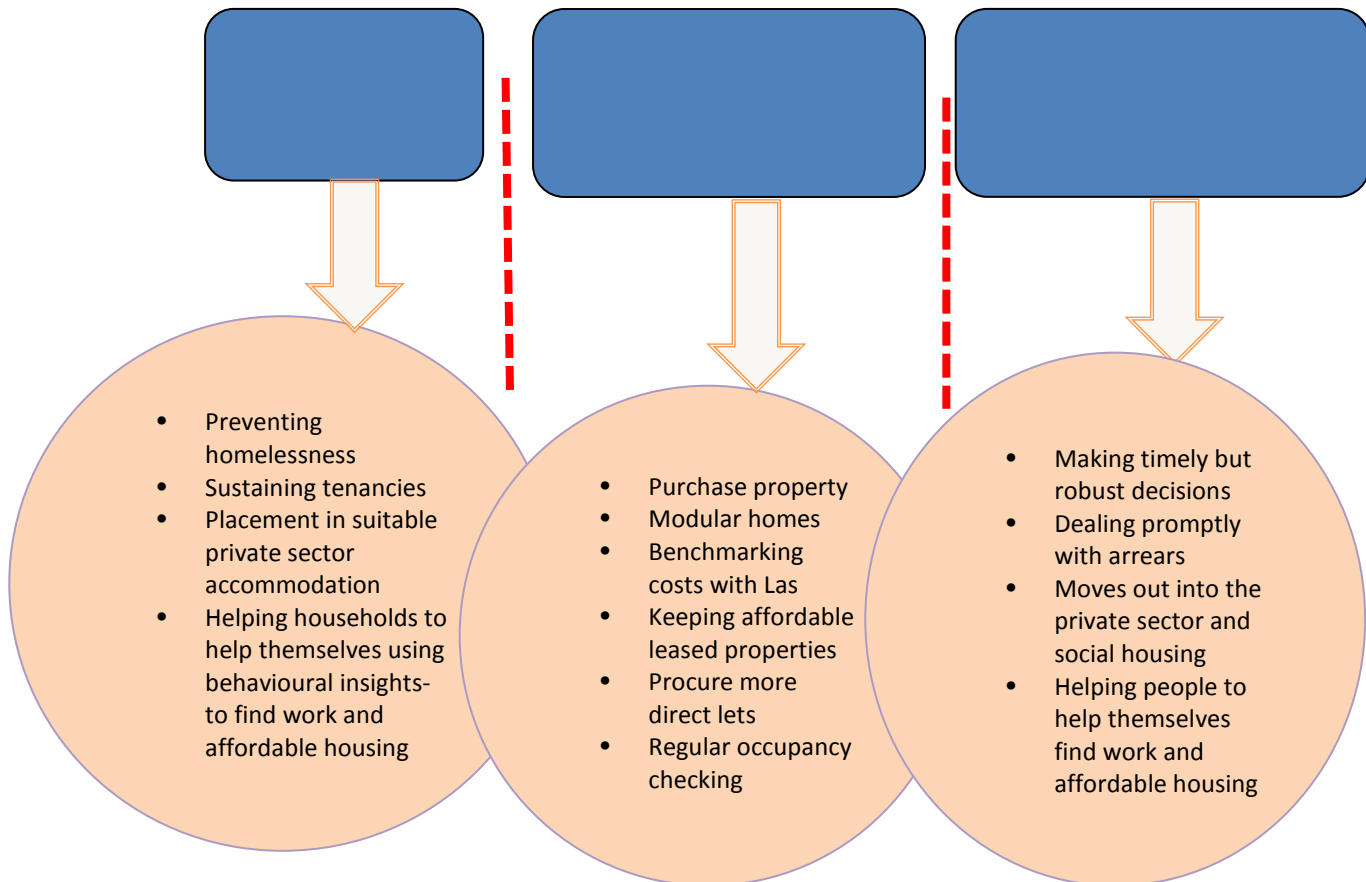 • Preventing
homelessness
• Sustaining tenancies
• Placement in suitable
private sector
accommodation
• Helping households to
help themselves using
behavioural insights-
to find work and
affordable housing
• Purchase property
• Modular homes
• Benchmarking
costs with Las
• Keeping affordable
leased properties
• Procure more
direct lets
• Regular occupancy
checking
• Making timely but
robust decisions
• Dealing promptly
with arrears
• Moves out into the
private sector and
social housing
• Helping people to
help themselves
find work and
affordable housing